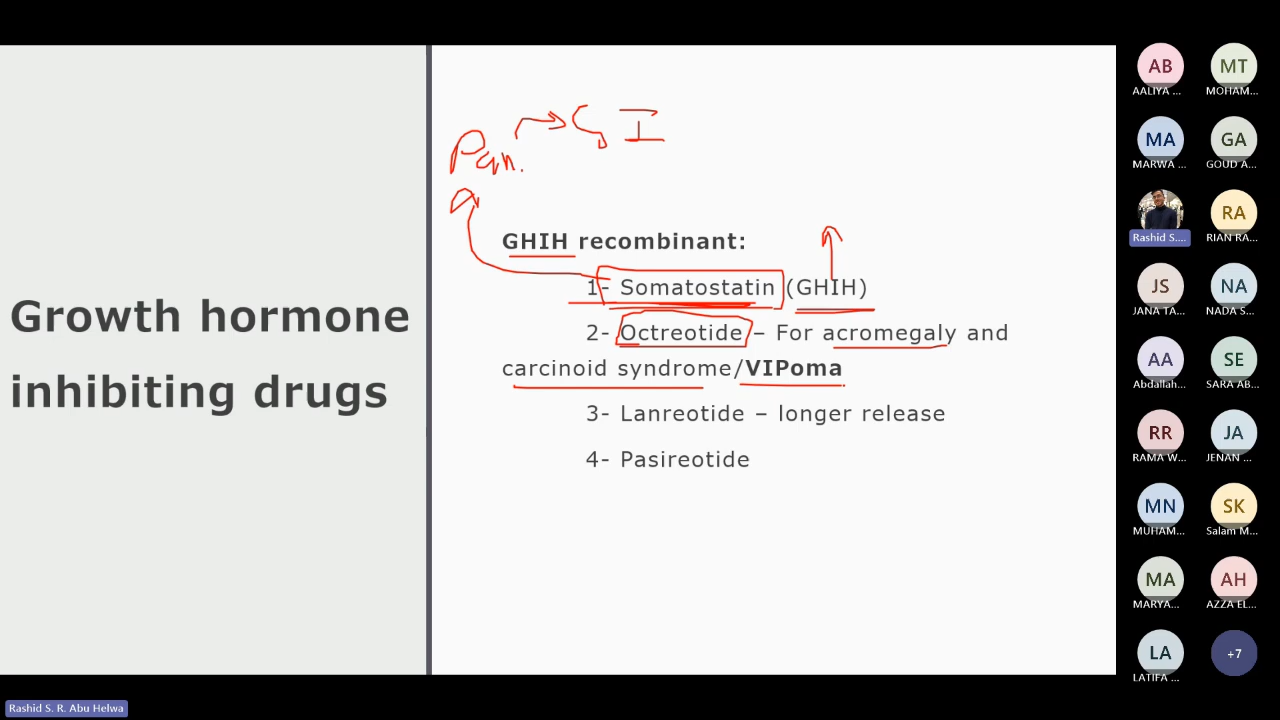 Growth hormone
inhibiting drugs
Pan.
GI
GHIH recombinant:
1- Somatostatin (GHIH)
2- Octreotide – For acromegaly and
carcinoid syndrome/VIPoma
3- Lanreotide – longer release
4- Pasireotide
AB
AALIYA ...
MT
MOHAM...
MA
MARWA ...
GA
GOUD A...
Rashid S....
RA
RIAN RA...
JS
JANA TA...
NA
NADA S...
AA
Abdallah...
SE
SARA AB...
RR
RAMA W...
JA
JENAN ...
MN
MUHAM...
SK
Salam M...
MA
MARYA...
AH
AZZA EL...
LA
LATIFA ...
+7
Rashid S. R. Abu Helwa